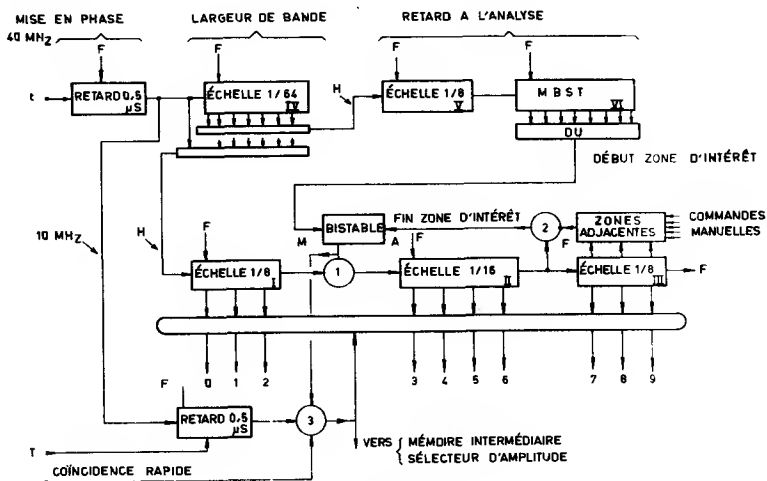 MISE EN PHASE
LARGEUR DE BANDE
RETARD A L'ANALYSE
40 MHz
F
F
F
F
t
RETARD 0,5 µS
ÉCHELLE 1/64 IV
H
ÉCHELLE 1/8 V
MBST VI
DU
DÉBUT ZONE D'INTÉRÊT
10 MHz
H
F
BISTABLE
M
A
FIN ZONE D'INTÉRÊT
F
2
F
ZONES ADJACENTES
COMMANDES MANUELLES
ÉCHELLE 1/8 I
1
ÉCHELLE 1/16 II
ÉCHELLE 1/8 III
F
0 1 2 3 4 5 6 7 8 9
F
RETARD 0,5 µS
3
T
COÏNCIDENCE RAPIDE
VERS { MÉMOIRE INTERMÉDIAIRE
SÉLECTEUR D'AMPLITUDE